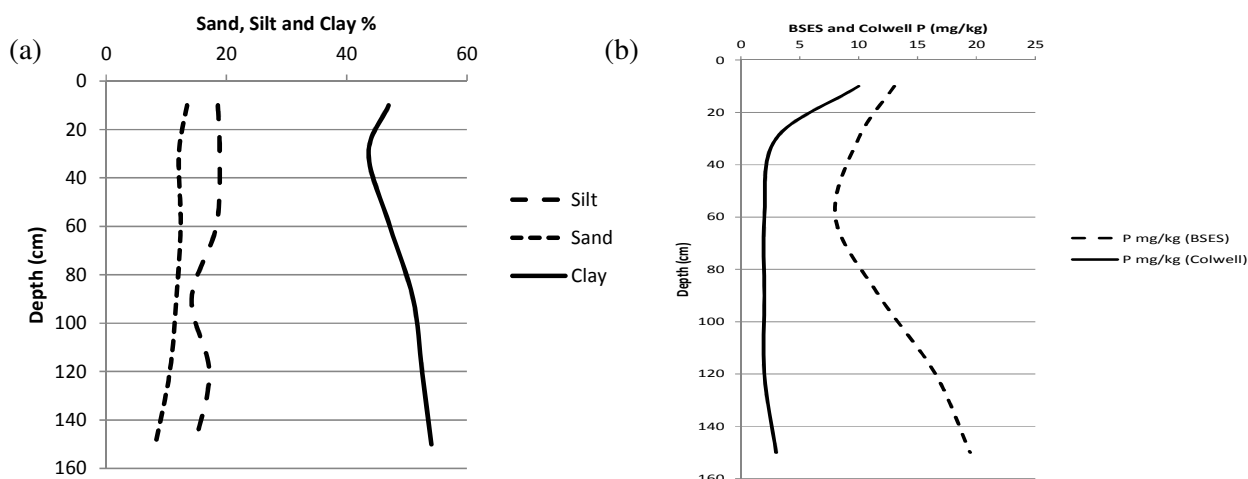 (a)
Sand, Silt and Clay %
0 20 40 60
0
20
40
60
80
100
120
140
160
Depth (cm)
Silt
Sand
Clay
(b)
BSES and Colwell P (mg/kg)
0 5 10 15 20 25
0
20
40
60
80
100
120
140
160
Depth (cm)
P mg/kg (BSES)
P mg/kg (Colwell)